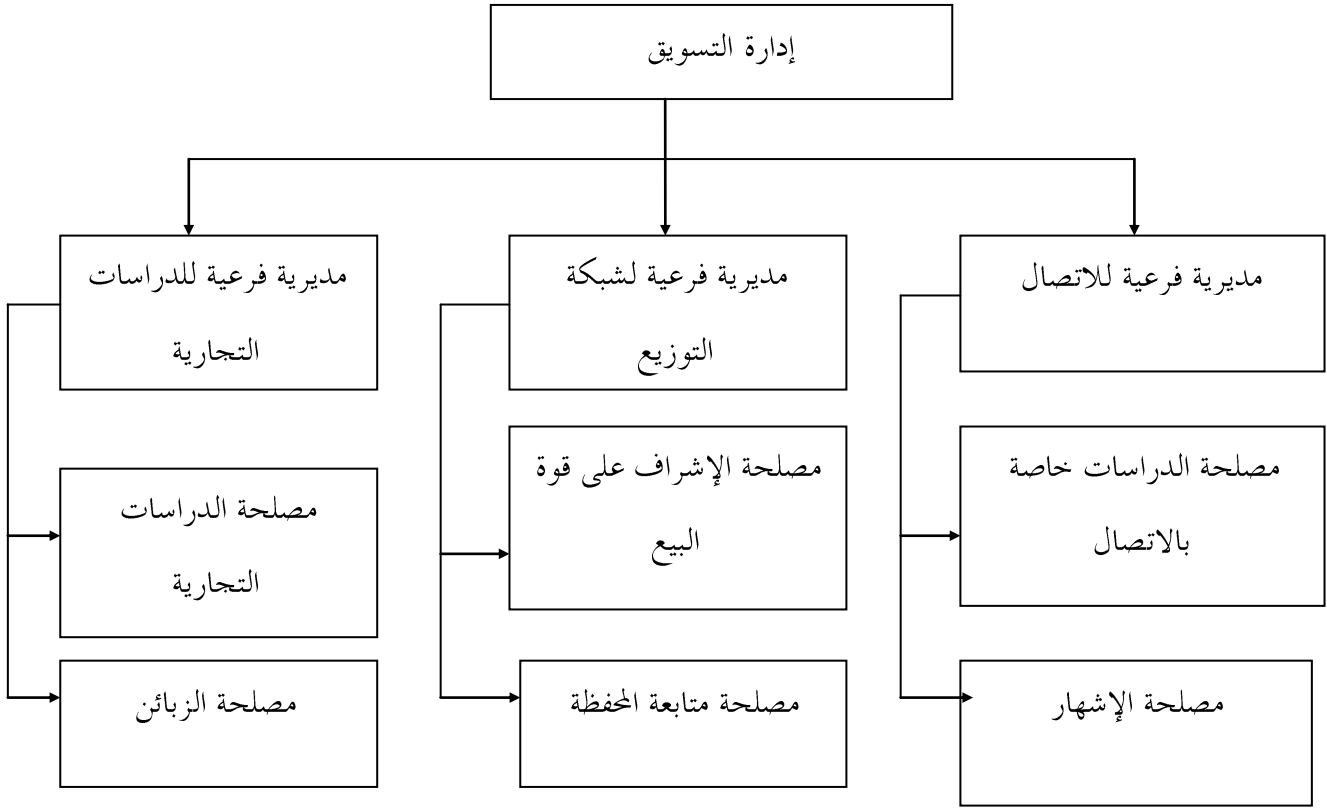 إدارة التسويق
مديرية فرعية للاتصال
مديرية فرعية لشبكة
التوزيع
مديرية فرعية للدراسات
التجارية
مصلحة الدراسات خاصة
بالاتصال
مصلحة الإشراف على قوة
البيع
مصلحة الدراسات
التجارية
مصلحة الإشهار
مصلحة متابعة المحفظة
مصلحة الزبائن